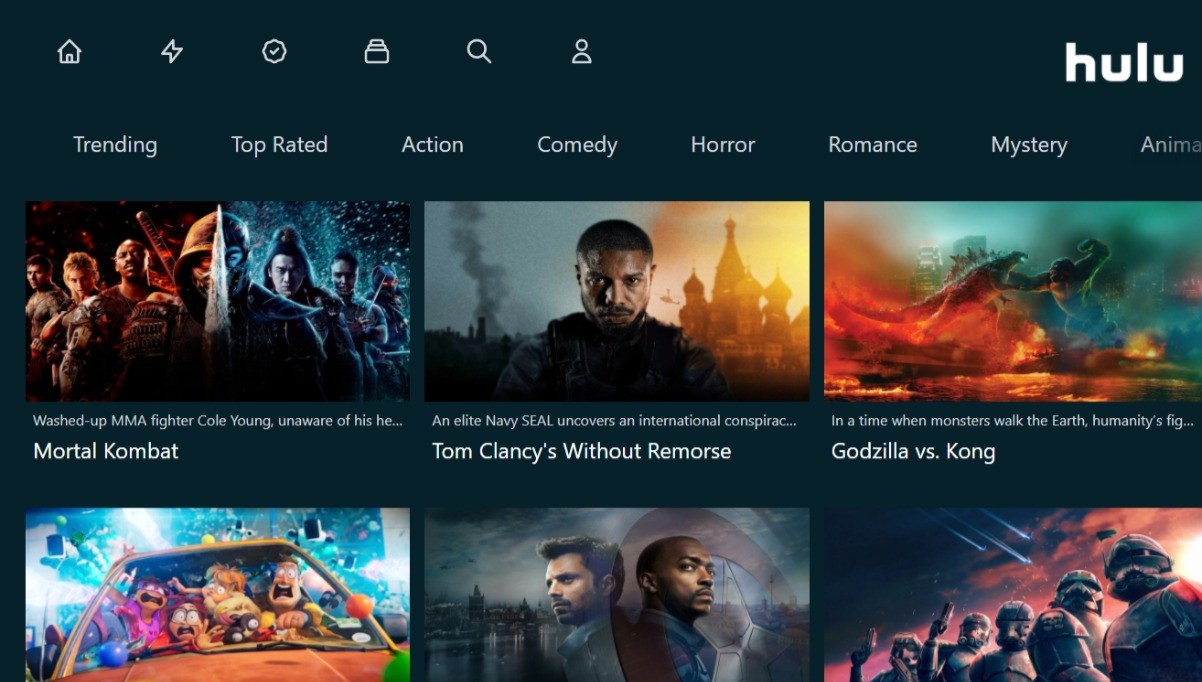 hulu
Trending Top Rated Action Comedy Horror Romance Mystery Anima
Washed-up MMA fighter Cole Young, unaware of his he...
Mortal Kombat
An elite Navy SEAL uncovers an international conspirac...
Tom Clancy's Without Remorse
In a time when monsters walk the Earth, humanity's fig...
Godzilla vs. Kong